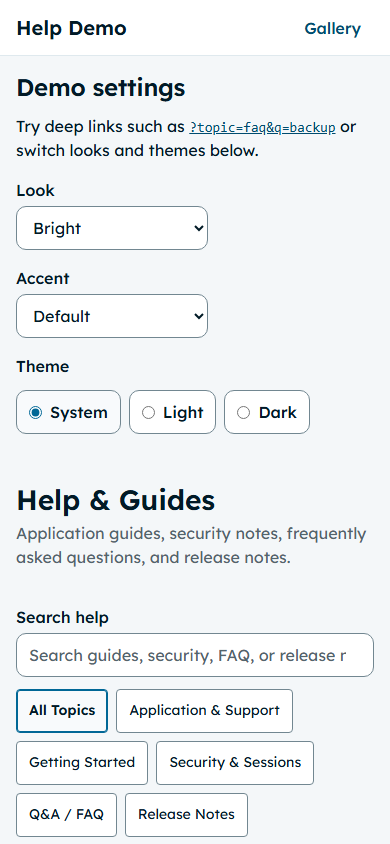 Help Demo
Gallery
Demo settings
Try deep links such as ?topic=faq&q=backup or
switch looks and themes below.
Look
Bright
Accent
Default
Theme
System
Light
Dark
Help & Guides
Application guides, security notes, frequently
asked questions, and release notes.
Search help
Search guides, security, FAQ, or release r
All Topics
Application & Support
Getting Started
Security & Sessions
Q&A / FAQ
Release Notes